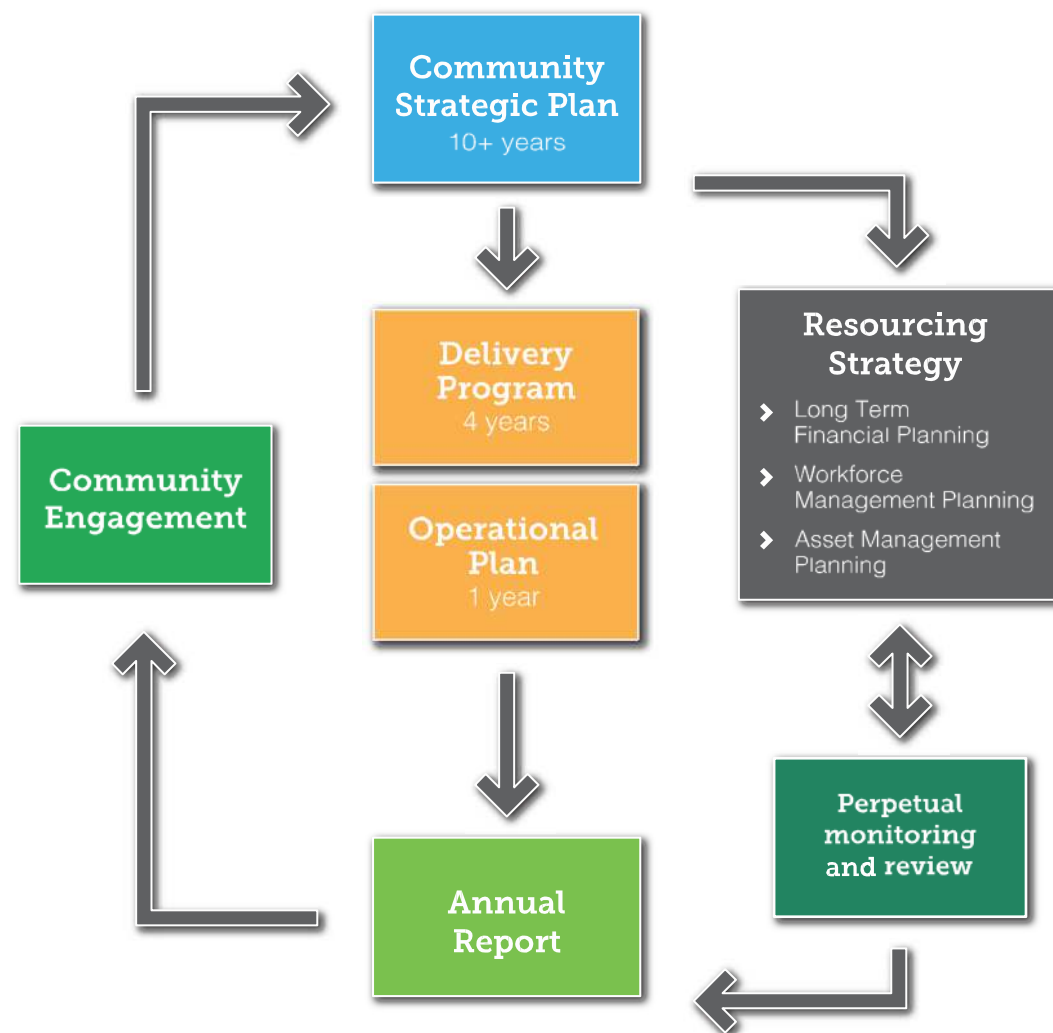 Community
Strategic Plan
10+ years
Delivery
Program
4 years
Operational
Plan
1 year
Annual
Report
Community
Engagement
Resourcing
Strategy
Long Term
Financial Planning
Workforce
Management Planning
Asset Management
Planning
Perpetual
monitoring
and review